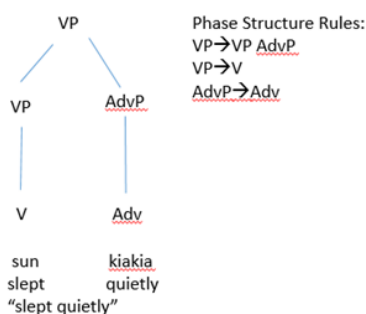 VP
VP AdvP
V Adv
sun kiakia
slept quietly
“slept quietly”
Phase Structure Rules:
VP→VP AdvP
VP→V
AdvP→Adv